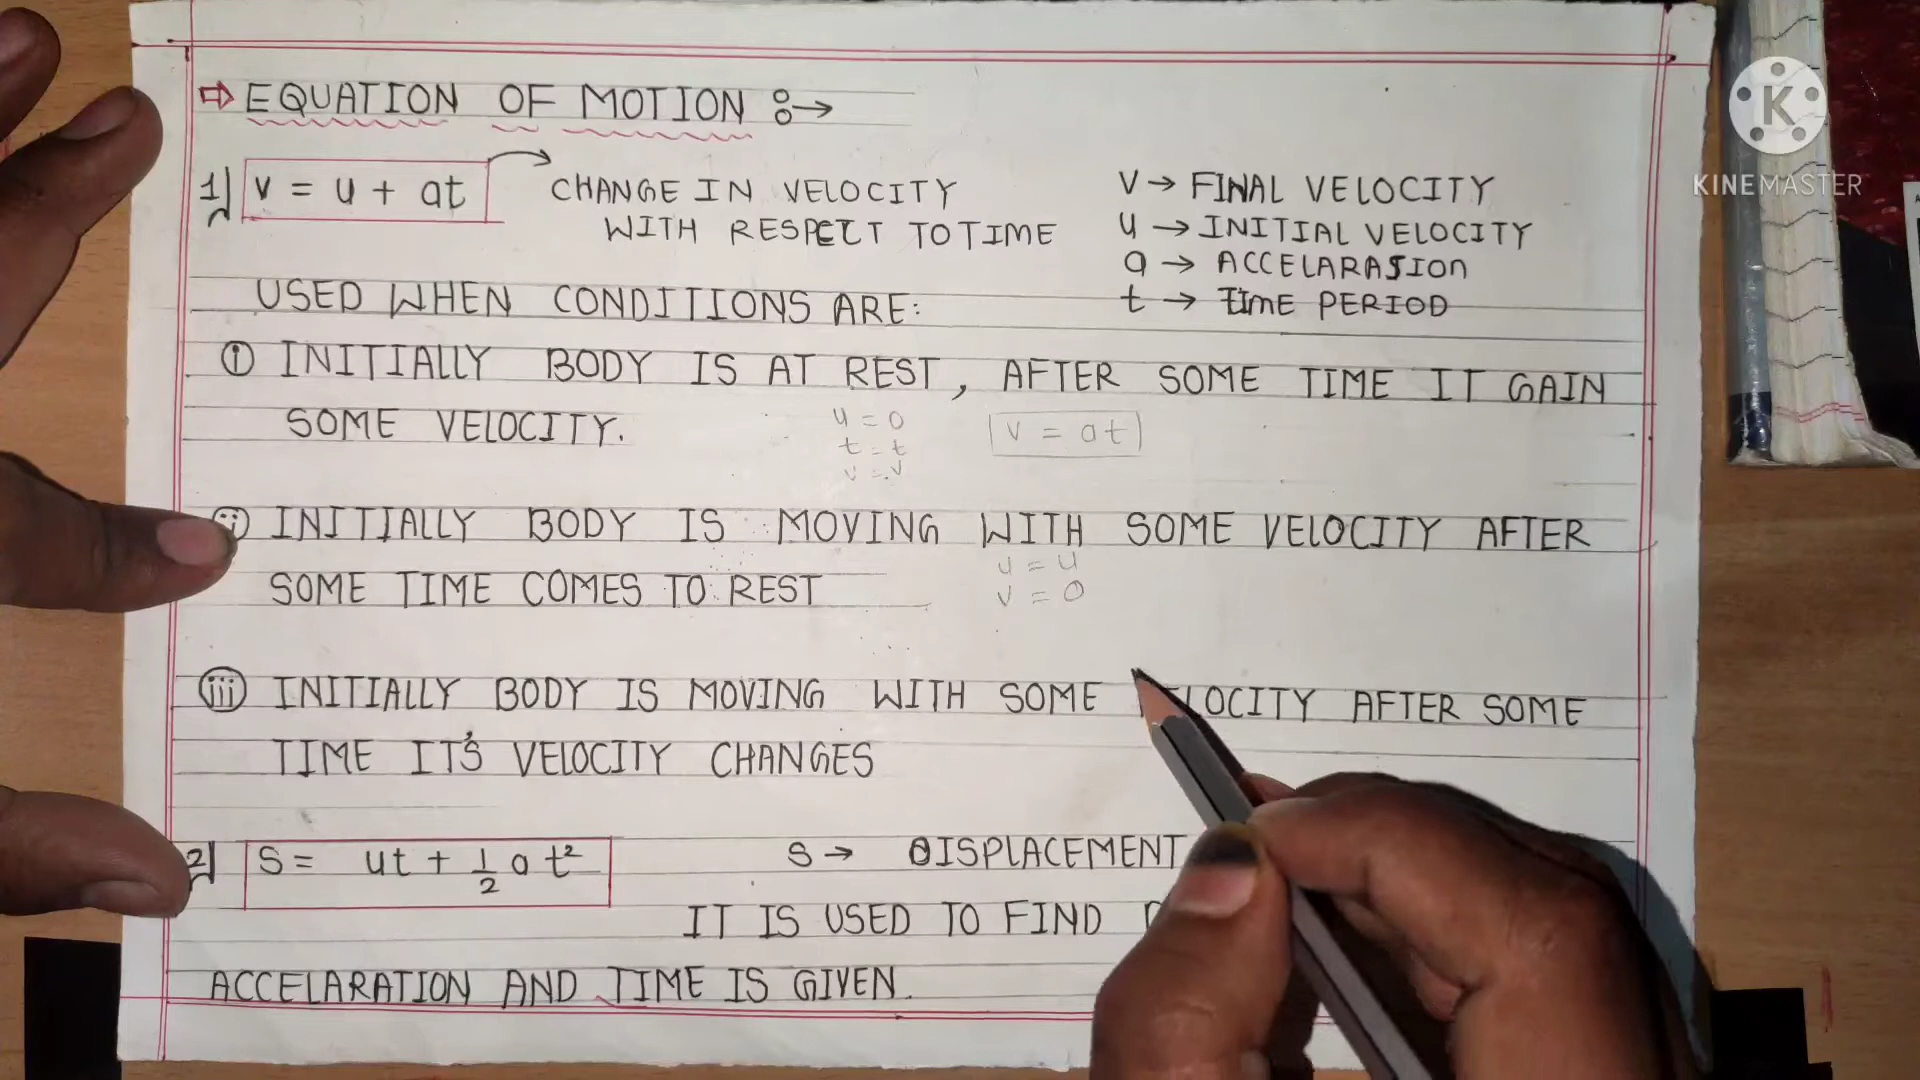 ⇨ EQUATION OF MOTION :→
1) v = u + at
CHANGE IN VELOCITY
WITH RESPECT TO TIME
V → FINAL VELOCITY
u → INITIAL VELOCITY
a → ACCELARASION
t → TIME PERIOD
USED WHEN CONDITIONS ARE:
(i) INITIALLY BODY IS AT REST, AFTER SOME TIME IT GAIN
SOME VELOCITY.
u = 0
t = t
v = v
v = at
(ii) INITIALLY BODY IS MOVING WITH SOME VELOCITY AFTER
SOME TIME COMES TO REST
u = u
v = 0
(iii) INITIALLY BODY IS MOVING WITH SOME VELOCITY AFTER SOME
TIME IT'S VELOCITY CHANGES
2) S = ut + 1/2 a t²
S → DISPLACEMENT
IT IS USED TO FIND
ACCELARATION AND TIME IS GIVEN.
K
KINEMASTER